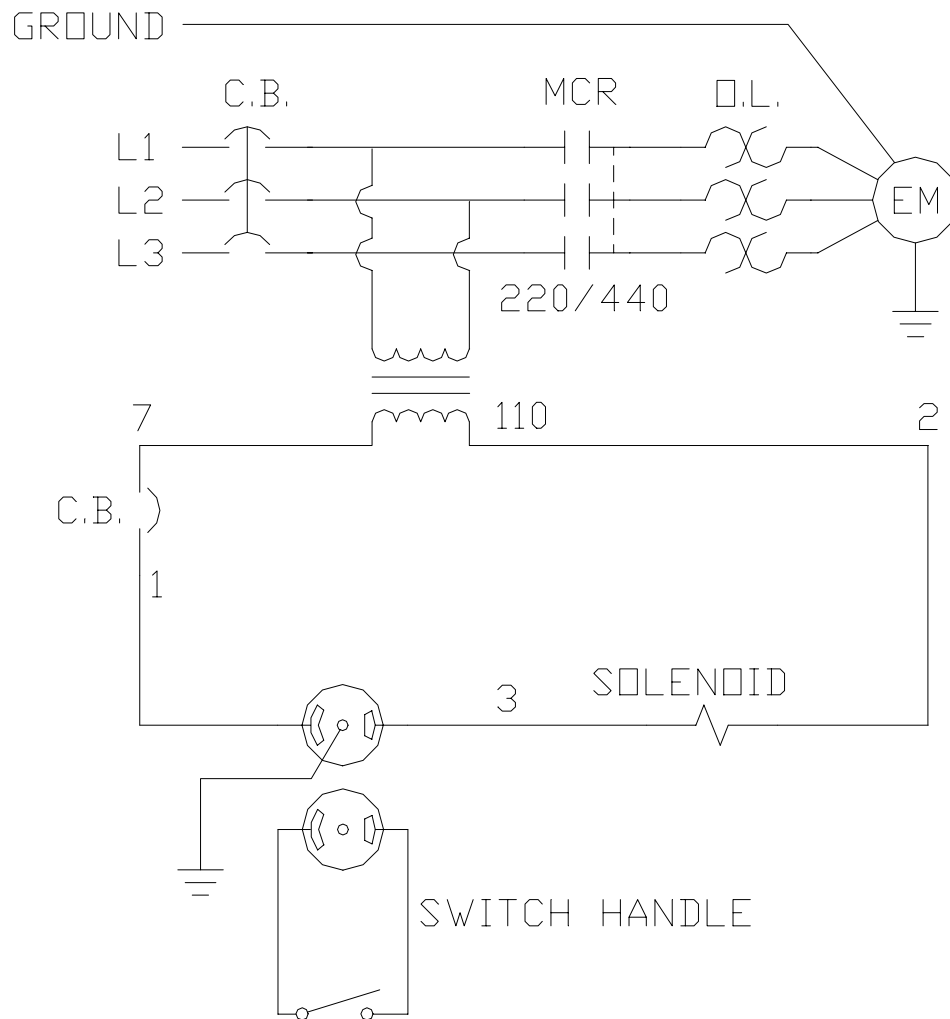 GROUND
C.B. MCR O.L.
L1
L2 EM
L3
220/440
7 110 2
C.B.
1
3 SOLENOID
SWITCH HANDLE